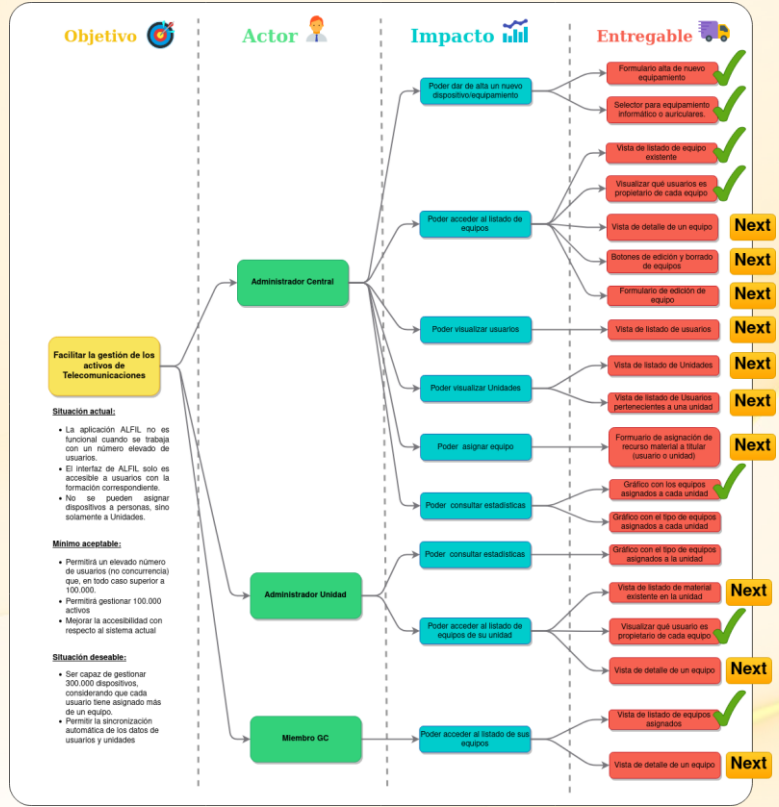 Objetivo
Actor
Impacto
Entregable
Facilitar la gestión de los
activos de
Telecomunicaciones
Situación actual:
• La aplicación ALFIL no es
funcional cuando se trabaja
con un número elevado de
usuarios.
• El interfaz de ALFIL solo es
accesible a usuarios con la
formación correspondiente.
• No se pueden asignar
dispositivos a personas, sino
solamente a Unidades.
Mínimo aceptable:
• Permitirá un elevado número
de usuarios (no concurrencia)
que, en todo caso superior a
100.000.
• Permitirá gestionar 100.000
activos
• Mejorar la accesibilidad con
respecto al sistema actual
Situación deseable:
• Ser capaz de gestionar
300.000 dispositivos,
considerando que cada
usuario tiene asignado más
de un equipo.
• Permitir la sincronización
automática de los datos de
usuarios y unidades
Administrador Central
Poder dar de alta un nuevo
dispositivo/equipamiento
Formulario alta de nuevo
equipamiento
Selector para equipamiento
informático o auriculares.
Poder acceder al listado de
equipos
Vista de listado de equipo
existente
Visualizar qué usuarios es
propietario de cada equipo
Vista de detalle de un equipo
Next
Botones de edición y borrado
de equipos
Next
Formulario de edición de
equipo
Next
Poder visualizar usuarios
Vista de listado de usuarios
Next
Poder visualizar Unidades
Vista de listado de Unidades
Next
Vista de listado de Usuarios
pertenecientes a una unidad
Next
Poder asignar equipo
Formuario de asignación de
recurso material a titular
(usuario o unidad)
Next
Poder consultar estadísticas
Gráfico con los equipos
asignados a cada unidad
Gráfico con el tipo de equipos
asignados a cada unidad
Administrador Unidad
Poder consultar estadísticas
Gráfico con el tipo de equipos
asignados a la unidad
Poder acceder al listado de
equipos de su unidad
Vista de listado de material
existente en la unidad
Next
Visualizar qué usuario es
propietario de cada equipo
Vista de detalle de un equipo
Next
Miembro GC
Poder acceder al listado de sus
equipos
Vista de listado de equipos
asignados
Vista de detalle de un equipo
Next